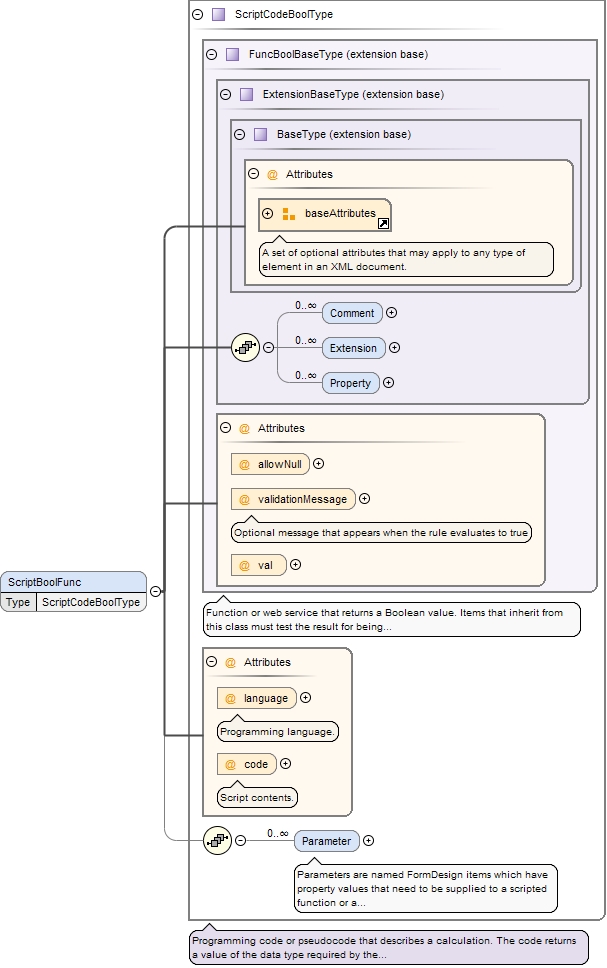 ScriptCodeBoolType
FuncBoolBaseType (extension base)
ExtensionBaseType (extension base)
BaseType (extension base)
@ Attributes
baseAttributes
A set of optional attributes that may apply to any type of
element in an XML document.
0..∞
Comment
0..∞
Extension
0..∞
Property
@ Attributes
@ allowNull
@ validationMessage
Optional message that appears when the rule evaluates to true
@ val
ScriptBoolFunc
Type ScriptCodeBoolType
Function or web service that returns a Boolean value. Items that inherit from
this class must test the result for being...
@ Attributes
@ language
Programming language.
@ code
Script contents.
0..∞
Parameter
Parameters are named FormDesign items which have
property values that need to be supplied to a scripted
function or a...
Programming code or pseudocode that describes a calculation. The code returns
a value of the data type required by the...